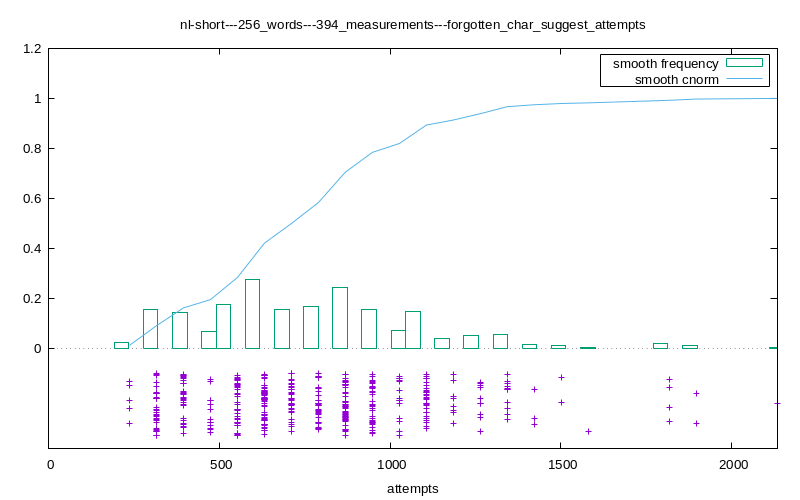 nl-short---256_words---394_measurements---forgotten_char_suggest_attempts
1.2
smooth frequency
smooth cnorm
1
0.8
0.6
0.4
0.2
0
0 500 1000 1500 2000
attempts